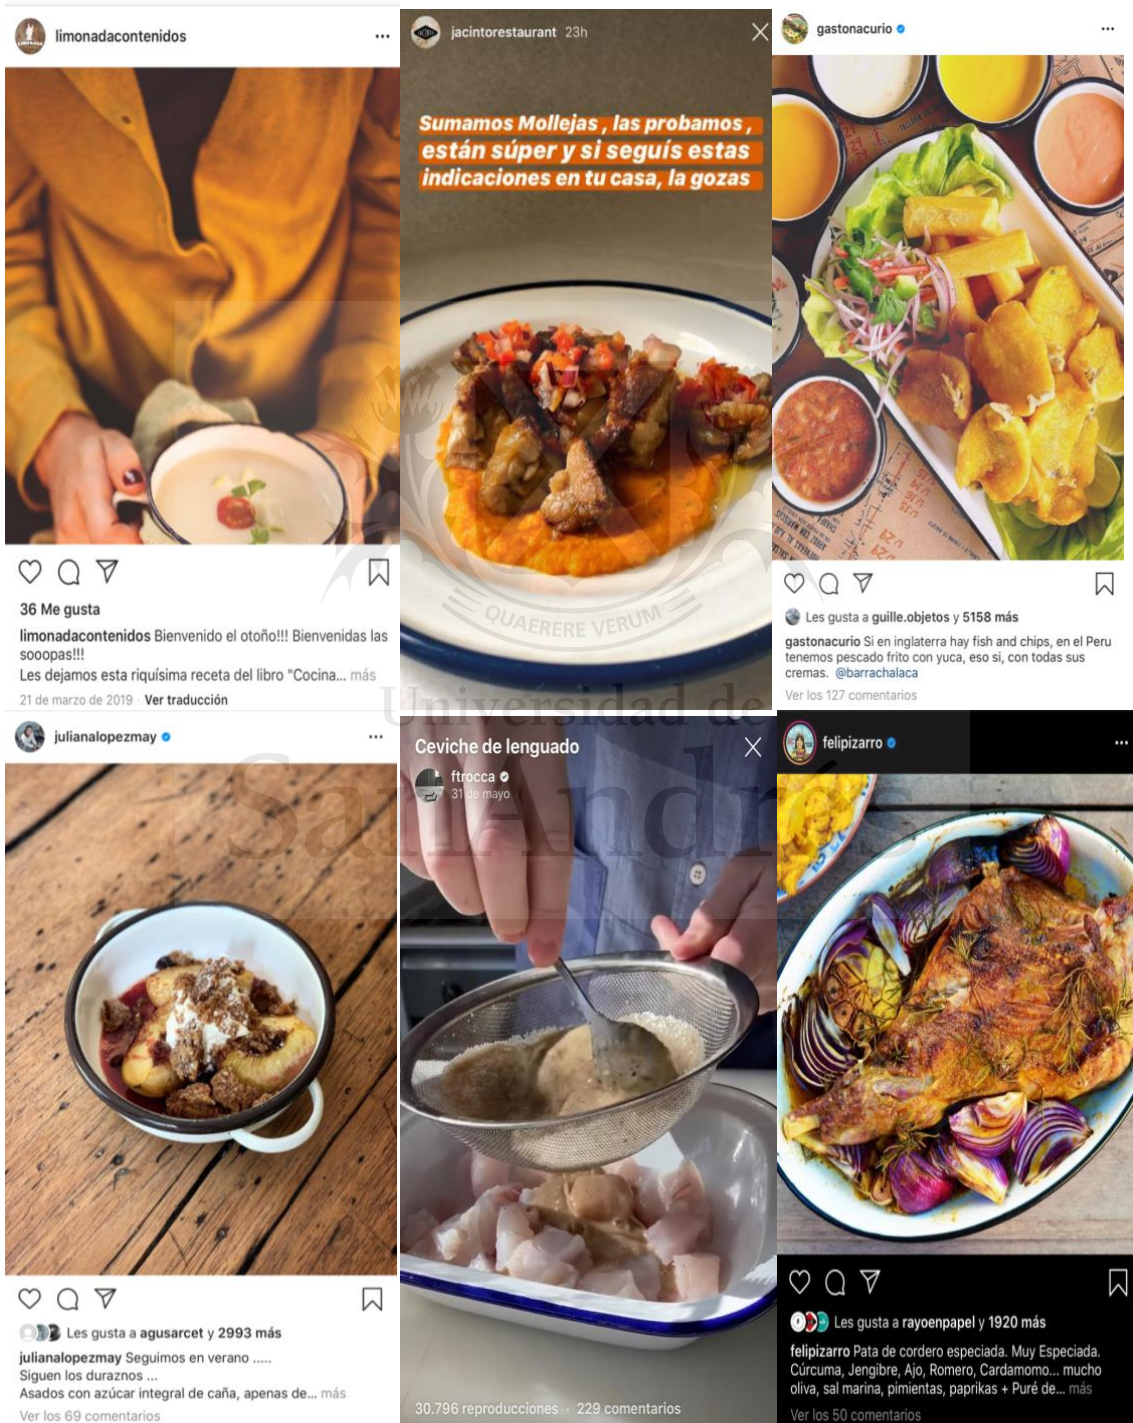 limonadacontenidos
36 Me gusta
limonadacontenidos Bienvenido el otoño!!! Bienvenidas las
sooopas!!!
Les dejamos esta riquísima receta del libro "Cocina... más
21 de marzo de 2019 · Ver traducción
jacintorestaurant 23h
Sumamos Mollejas , las probamos ,
están súper y si seguís estas
indicaciones en tu casa, la gozas
gastonacurio
Les gusta a guille.objetos y 5158 más
gastonacurio Si en inglaterra hay fish and chips, en el Peru
tenemos pescado frito con yuca, eso si, con todas sus
cremas. @barrachalaca
Ver los 127 comentarios
QUAERERE VERUM
Universidad de
SanAndrés
julianalopezmay
Les gusta a agusarcet y 2993 más
julianalopezmay Seguimos en verano .....
Siguen los duraznos ...
Asados con azúcar integral de caña, apenas de... más
Ver los 69 comentarios
Ceviche de lenguado
ftrocca
31 de mayo
30.796 reproducciones · 229 comentarios
felipizarro
Les gusta a rayoenpapel y 1920 más
felipizarro Pata de cordero especiada. Muy Especiada.
Cúrcuma, Jengibre, Ajo, Romero, Cardamomo... mucho
oliva, sal marina, pimientas, paprikas + Puré de... más
Ver los 50 comentarios